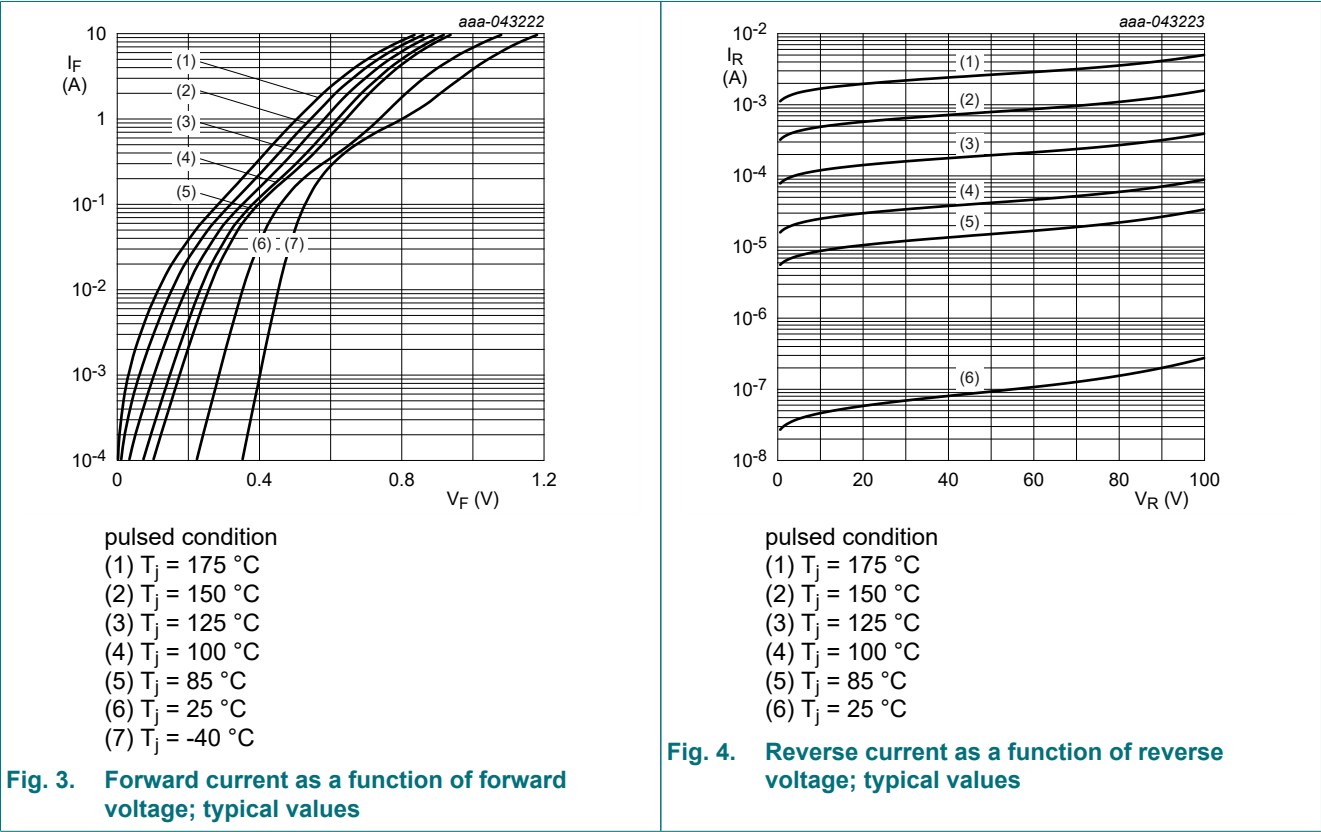 aaa-043222
10
1
10-1
10-2
10-3
10-4
IF
(A)
(1)
(2)
(3)
(4)
(5)
(6) (7)
0 0.4 0.8 1.2
VF (V)
pulsed condition
(1) Tj = 175 °C
(2) Tj = 150 °C
(3) Tj = 125 °C
(4) Tj = 100 °C
(5) Tj = 85 °C
(6) Tj = 25 °C
(7) Tj = -40 °C
Fig. 3. Forward current as a function of forward
voltage; typical values
aaa-043223
10-2
10-3
10-4
10-5
10-6
10-7
10-8
IR
(A)
(1)
(2)
(3)
(4)
(5)
(6)
0 20 40 60 80 100
VR (V)
pulsed condition
(1) Tj = 175 °C
(2) Tj = 150 °C
(3) Tj = 125 °C
(4) Tj = 100 °C
(5) Tj = 85 °C
(6) Tj = 25 °C
Fig. 4. Reverse current as a function of reverse
voltage; typical values